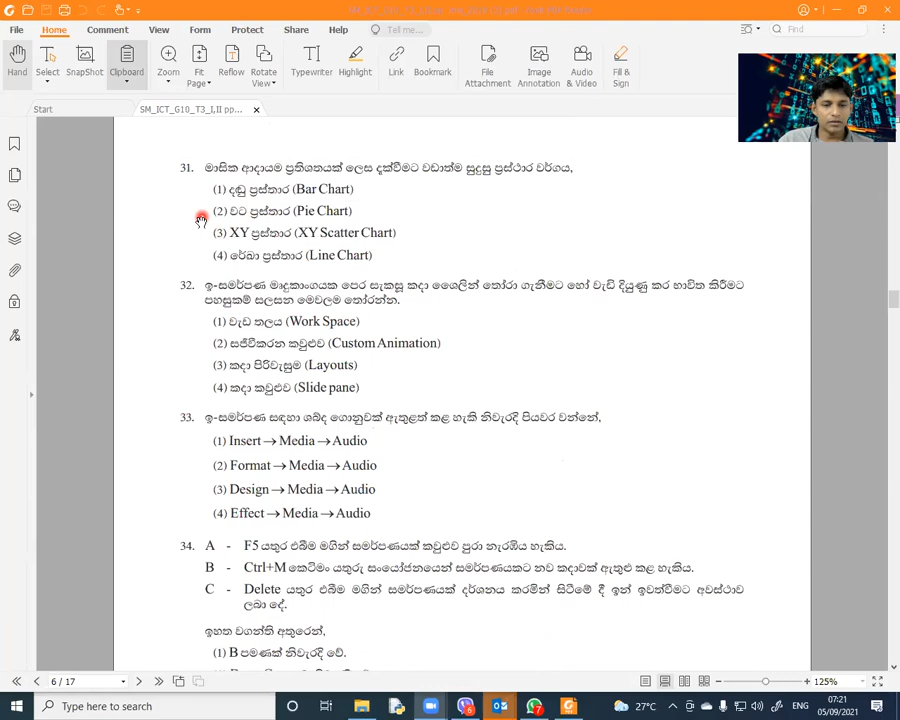 File Home Comment View Form Protect Share Help Tell me... Find
Hand Select SnapShot Clipboard Zoom Fit Page Reflow Rotate View Typewriter Highlight Link Bookmark File Attachment Image Annotation Audio & Video Fill & Sign
Start SM_ICT_G10_T3_I,II pp...
31. මාසික ආදායම ප්‍රතිශතයක් ලෙස දැක්වීමට වඩාත්ම සුදුසු ප්‍රස්ථාර වර්ගය,
(1) දඬු ප්‍රස්තාර (Bar Chart)
(2) වට ප්‍රස්තාර (Pie Chart)
(3) XY ප්‍රස්තාර (XY Scatter Chart)
(4) රේඛා ප්‍රස්තාර (Line Chart)
32. ඉ-සමර්පණ මෘදුකාංගයක පෙර සැකසූ කදා ශෛලින් තෝරා ගැනීමට හෝ වැඩි දියුණු කර භාවිත කිරීමට
පහසුකම් සලසන මෙවලම තෝරන්න.
(1) වැඩ තලය (Work Space)
(2) සජීවීකරන කවුළුව (Custom Animation)
(3) කදා පිරිවැසුම (Layouts)
(4) කදා කවුළුව (Slide pane)
33. ඉ-සමර්පණ සඳහා ශබ්ද ගොනුවක් ඇතුළත් කළ හැකි නිවැරදි පියවර වන්නේ,
(1) Insert → Media → Audio
(2) Format → Media → Audio
(3) Design → Media → Audio
(4) Effect → Media → Audio
34. A - F5 යතුර එබීම මගින් සමර්පණයක් කවුළුව පුරා නැරඹිය හැකිය.
B - Ctrl+M කෙටිමං යතුරු සංයෝජනයෙන් සමර්පණයකට නව කදාවක් ඇතුළු කළ හැකිය.
C - Delete යතුර එබීම මගින් සමර්පණයක් දර්ශනය කරමින් සිටීමේ දී ඉන් ඉවත්වීමට අවස්ථාව
ලබා දේ.
ඉහත වගන්ති අතුරෙන්,
(1) B පමණක් නිවැරදි වේ.
6 / 17 125%
Type here to search 27°C 07:21
05/09/2021